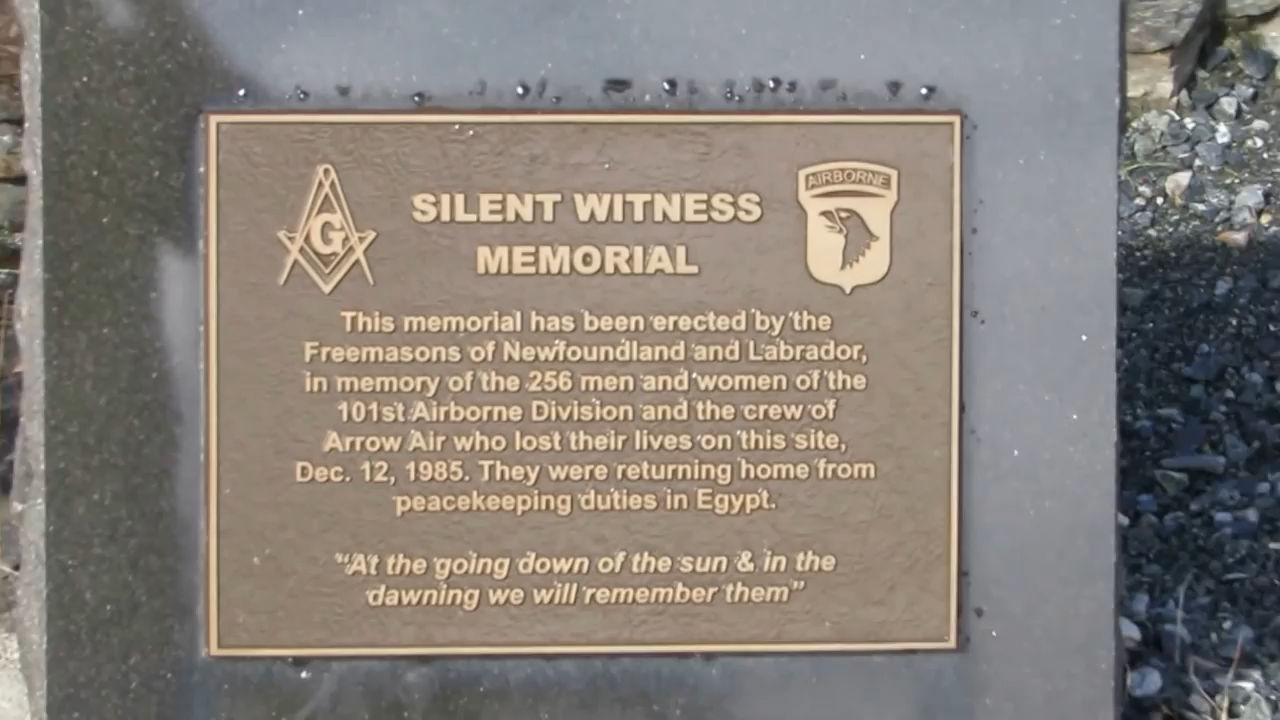 G
AIRBORNE
SILENT WITNESS
MEMORIAL
This memorial has been erected by the
Freemasons of Newfoundland and Labrador,
in memory of the 256 men and women of the
101st Airborne Division and the crew of
Arrow Air who lost their lives on this site,
Dec. 12, 1985. They were returning home from
peacekeeping duties in Egypt.
“At the going down of the sun & in the
dawning we will remember them”